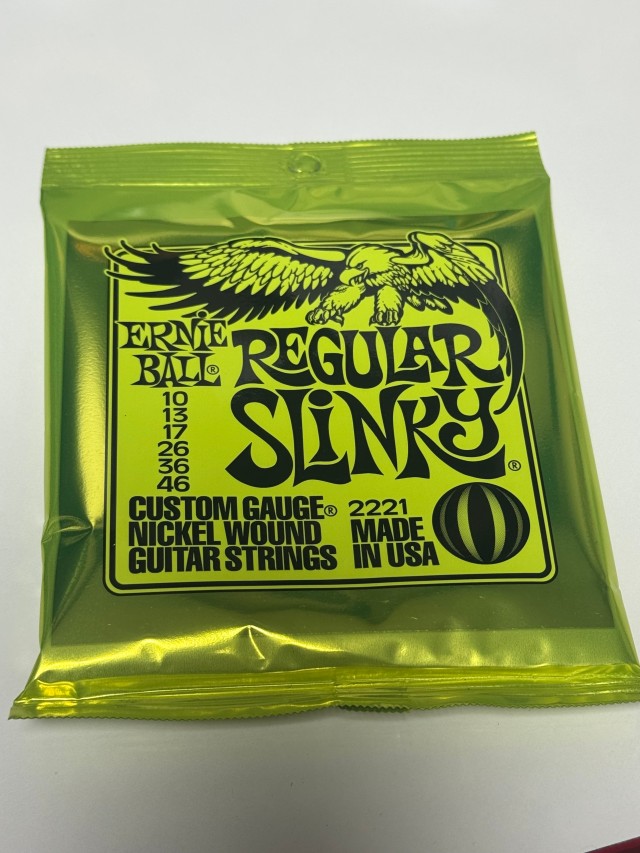 ERNiE
BALL®
REGULAR
SLiNKY®
10
13
17
26
36
46
CUSTOM GAUGE®
NICKEL WOUND
GUITAR STRINGS
2221
MADE
IN USA